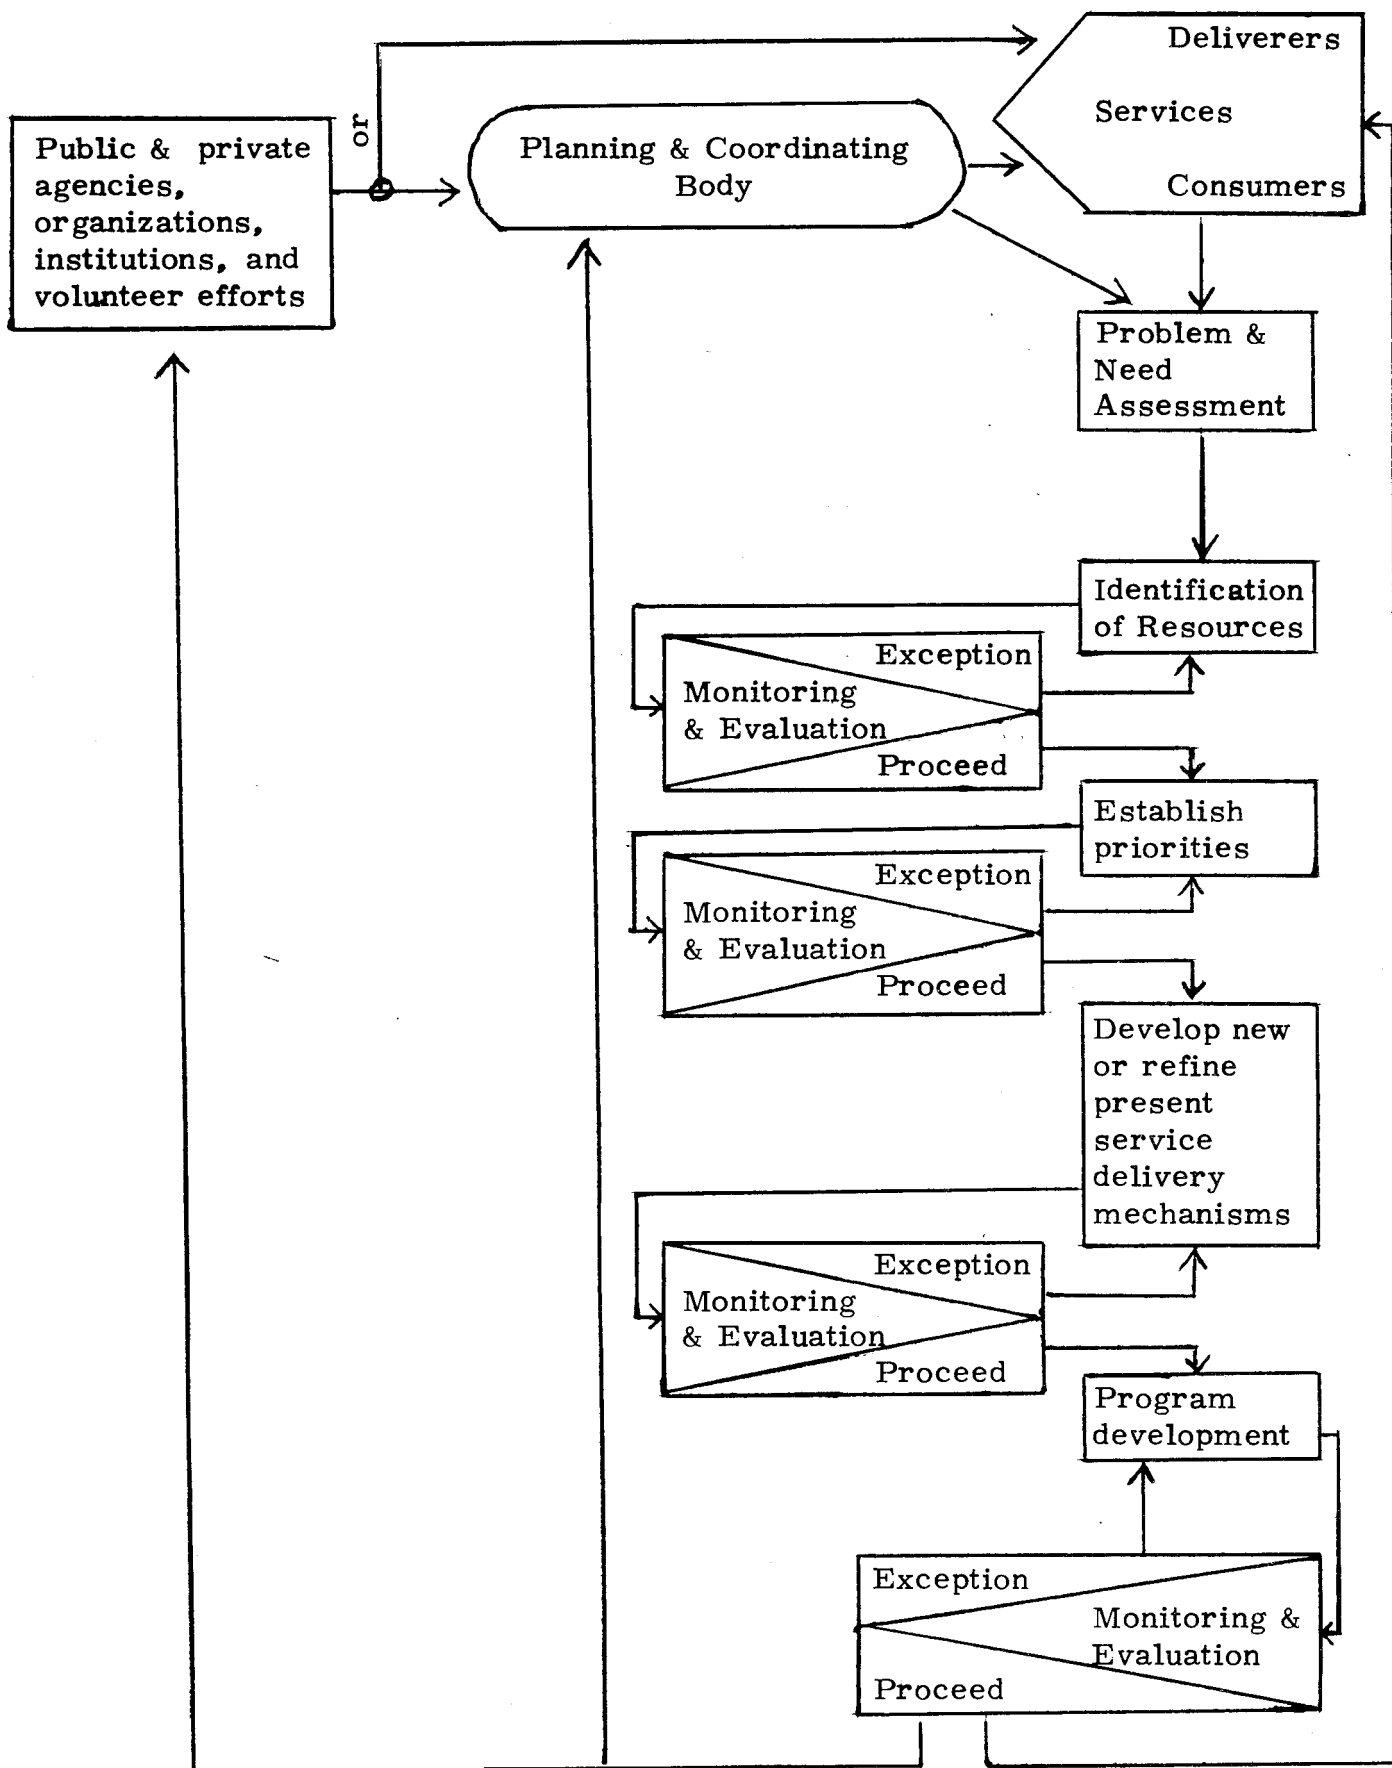 Deliverers
Services
Consumers
or
Public & private
agencies,
organizations,
institutions, and
volunteer efforts
Planning & Coordinating
Body
Problem &
Need
Assessment
Identification
of Resources
Exception
Monitoring
& Evaluation
Proceed
Establish
priorities
Exception
Monitoring
& Evaluation
Proceed
Develop new
or refine
present
service
delivery
mechanisms
Exception
Monitoring
& Evaluation
Proceed
Program
development
Exception
Monitoring &
Evaluation
Proceed